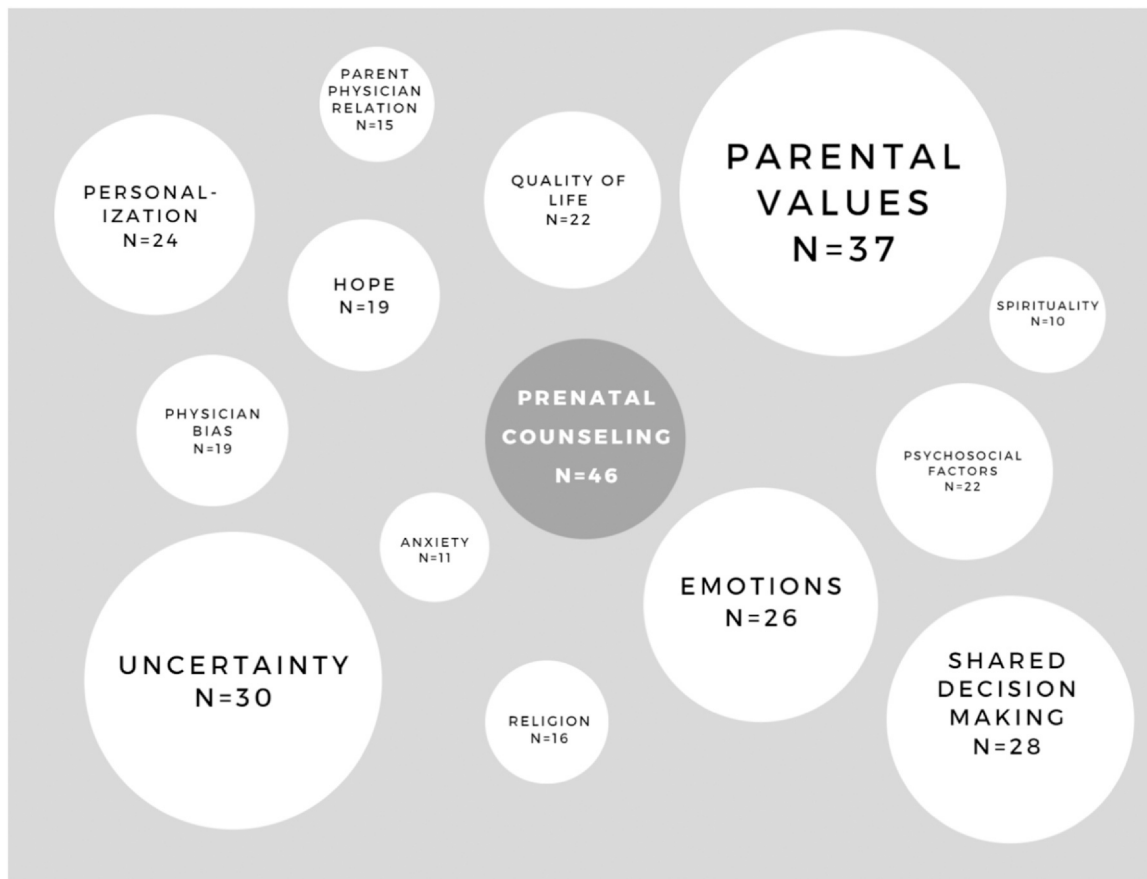 PARENT
PHYSICIAN
RELATION
N=15
PERSONAL-
IZATION
N=24
QUALITY OF
LIFE
N=22
PARENTAL
VALUES
N=37
HOPE
N=19
SPIRITUALITY
N=10
PHYSICIAN
BIAS
N=19
PRENATAL
COUNSELING
N=46
PSYCHOSOCIAL
FACTORS
N=22
ANXIETY
N=11
EMOTIONS
N=26
UNCERTAINTY
N=30
RELIGION
N=16
SHARED
DECISION
MAKING
N=28